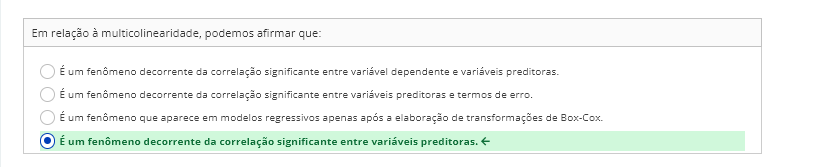 Em relação à multicolinearidade, podemos afirmar que:
É um fenômeno decorrente da correlação significante entre variável dependente e variáveis preditoras.
É um fenômeno decorrente da correlação significante entre variáveis preditoras e termos de erro.
É um fenômeno que aparece em modelos regressivos apenas após a elaboração de transformações de Box-Cox.
É um fenômeno decorrente da correlação significante entre variáveis preditoras. ←